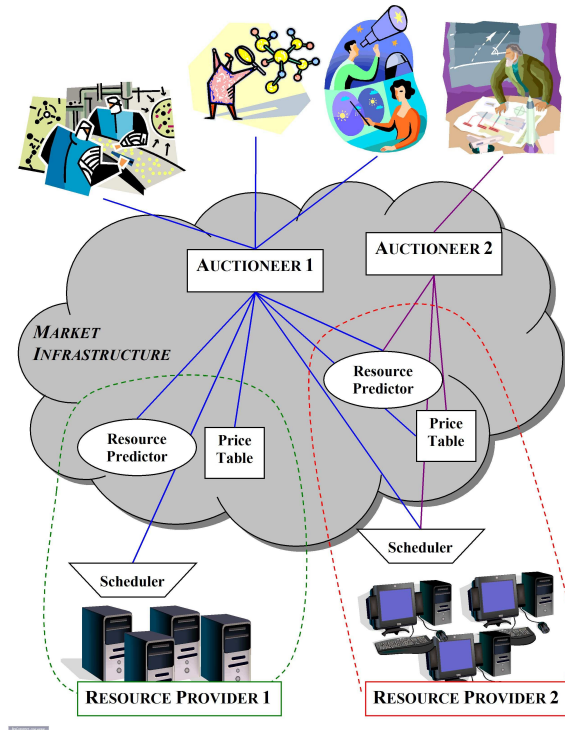 AUCTIONEER 1
AUCTIONEER 2
MARKET
INFRASTRUCTURE
Resource
Predictor
Resource
Predictor
Price
Table
Price
Table
Scheduler
Scheduler
RESOURCE PROVIDER 1
RESOURCE PROVIDER 2